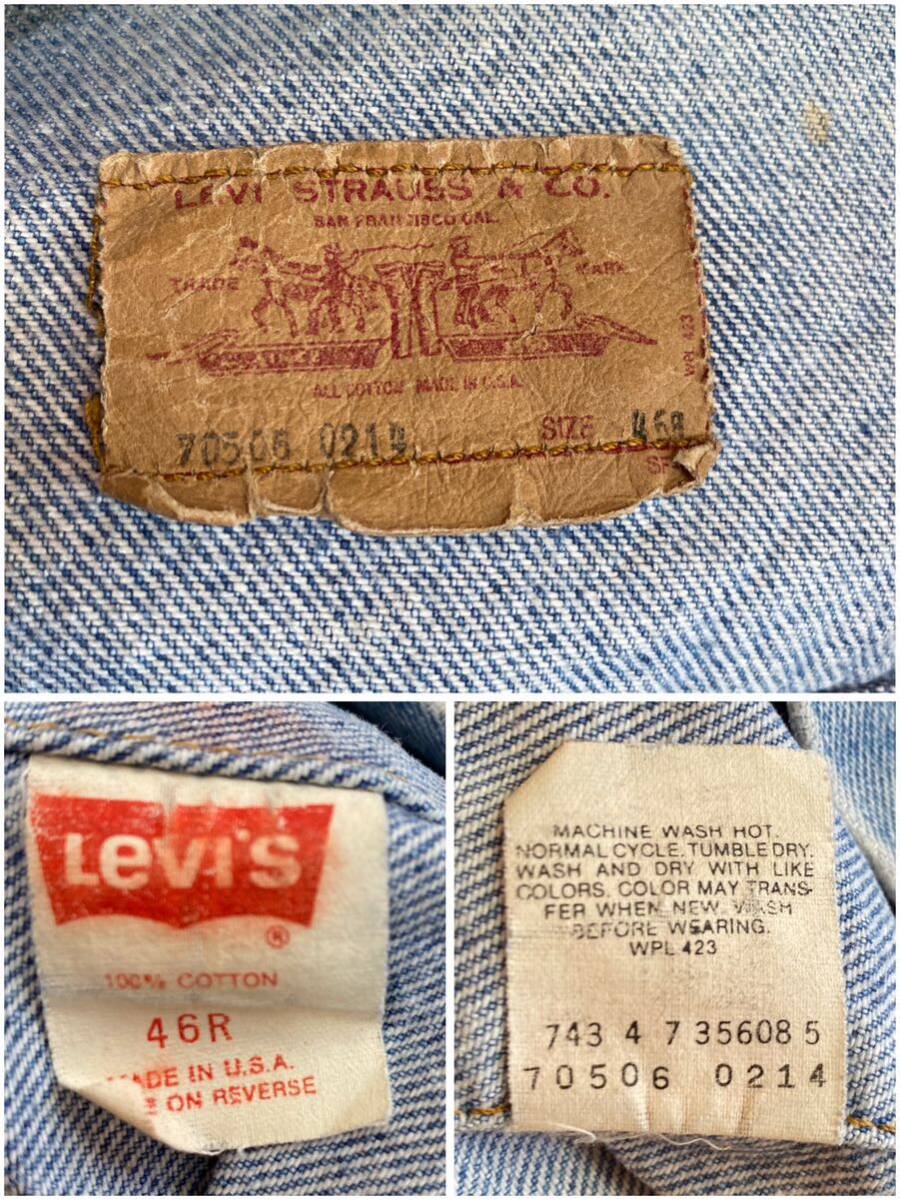 LEVI STRAUSS & CO.
SAN FRANCISCO CAL.
TRADE MARK
ALL COTTON MADE IN U.S.A.
WPL 423
70506 0214 SIZE 46R
Levi's
®
100% COTTON
46R
MADE IN U.S.A.
ON REVERSE
MACHINE WASH HOT.
NORMAL CYCLE. TUMBLE DRY.
WASH AND DRY WITH LIKE
COLORS. COLOR MAY TRANS-
FER WHEN NEW. WASH
BEFORE WEARING.
WPL 423
743 4 7 35608 5
70506 0214